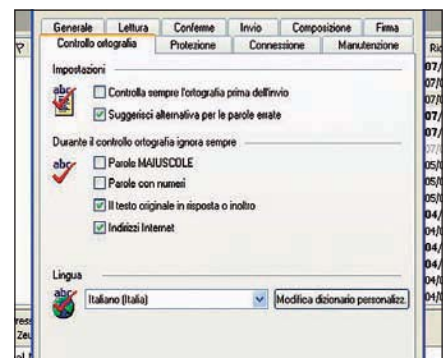 Generale Lettura Conferme Invio Composizione Firma
Controllo ortografia Protezione Connessione Manutenzione
Impostazioni
Controlla sempre l'ortografia prima dell'invio
Suggerisci alternativa per le parole errate
Durante il controllo ortografia ignora sempre
Parole MAIUSCOLE
Parole con numeri
Il testo originale in risposta o inoltro
Indirizzi Internet
Lingua
Italiano (Italia) Modifica dizionario personalizz.